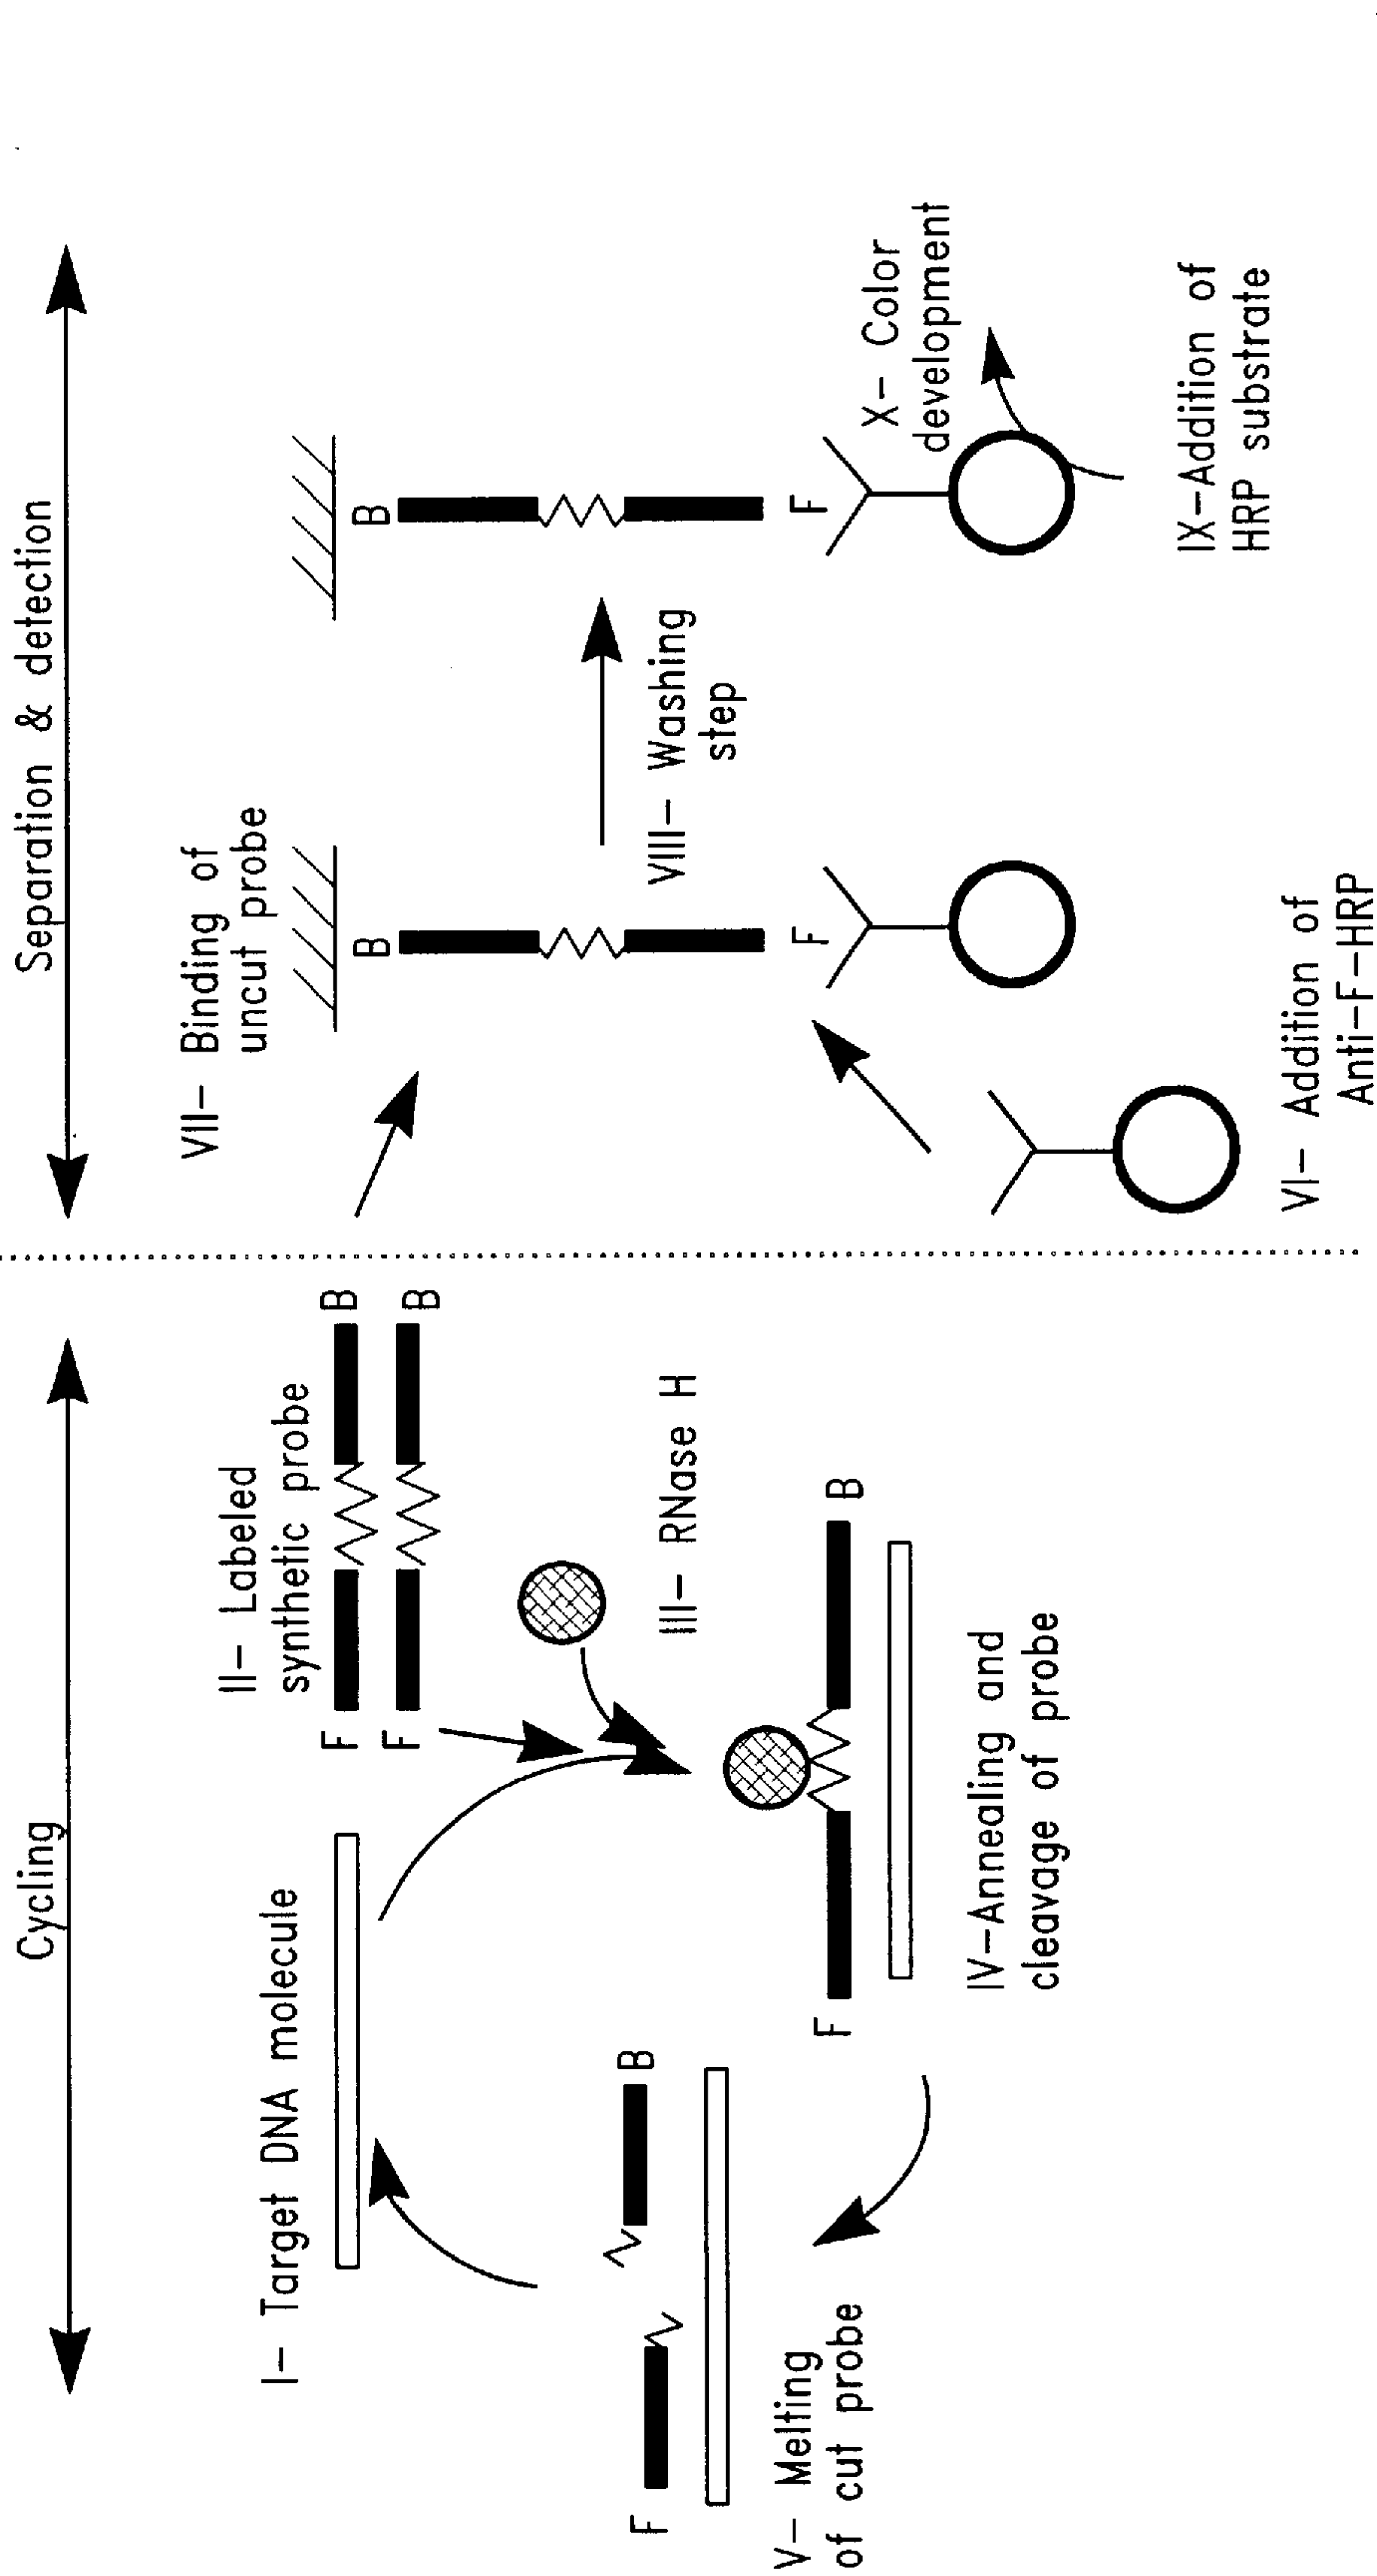 Cycling
I– Target DNA molecule
II– Labeled
synthetic probe
F
B
F
B
III– RNase H
F
B
IV–Annealing and
cleavage of probe
F
B
V– Melting
of cut probe
Separation & detection
VII– Binding of
uncut probe
B
F
VI– Addition of
Anti–F–HRP
VIII– Washing
step
B
F
X– Color
development
IX–Addition of
HRP substrate